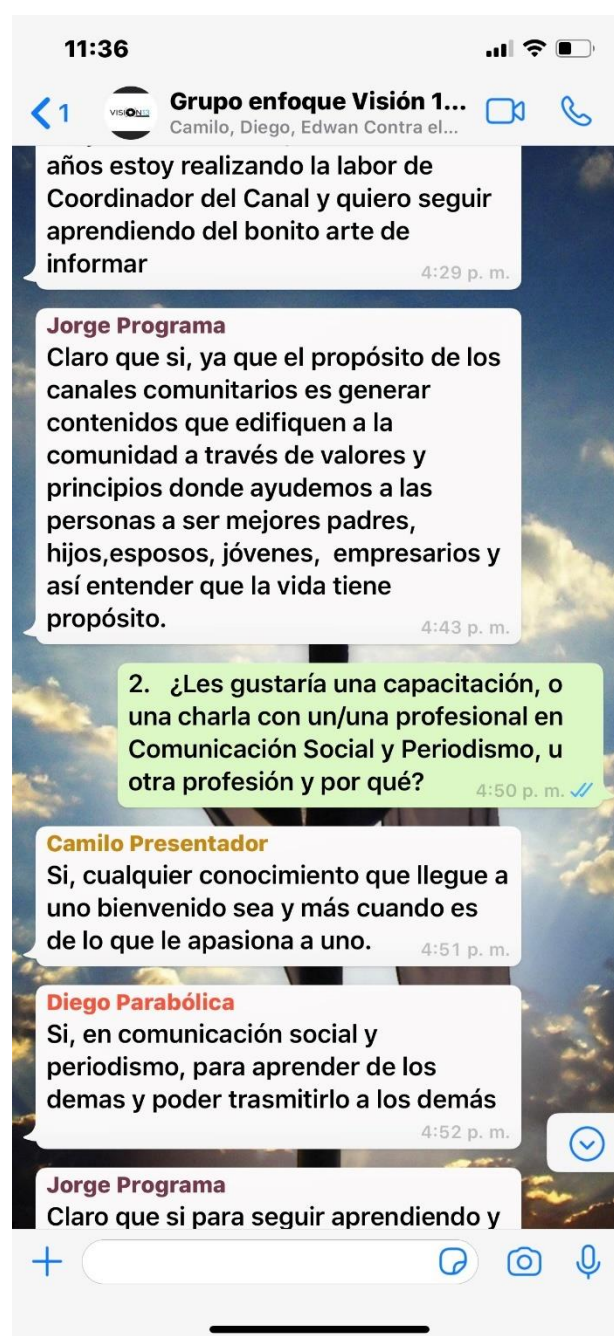 11:36
1
VISION13
Grupo enfoque Visión 1...
Camilo, Diego, Edwan Contra el...
años estoy realizando la labor de
Coordinador del Canal y quiero seguir
aprendiendo del bonito arte de
informar
4:29 p. m.
Jorge Programa
Claro que si, ya que el propósito de los
canales comunitarios es generar
contenidos que edifiquen a la
comunidad a través de valores y
principios donde ayudemos a las
personas a ser mejores padres,
hijos,esposos, jóvenes, empresarios y
así entender que la vida tiene
propósito.
4:43 p. m.
2. ¿Les gustaría una capacitación, o
una charla con un/una profesional en
Comunicación Social y Periodismo, u
otra profesión y por qué?
4:50 p. m.
Camilo Presentador
Si, cualquier conocimiento que llegue a
uno bienvenido sea y más cuando es
de lo que le apasiona a uno.
4:51 p. m.
Diego Parabólica
Si, en comunicación social y
periodismo, para aprender de los
demas y poder trasmitirlo a los demás
4:52 p. m.
Jorge Programa
Claro que si para seguir aprendiendo y